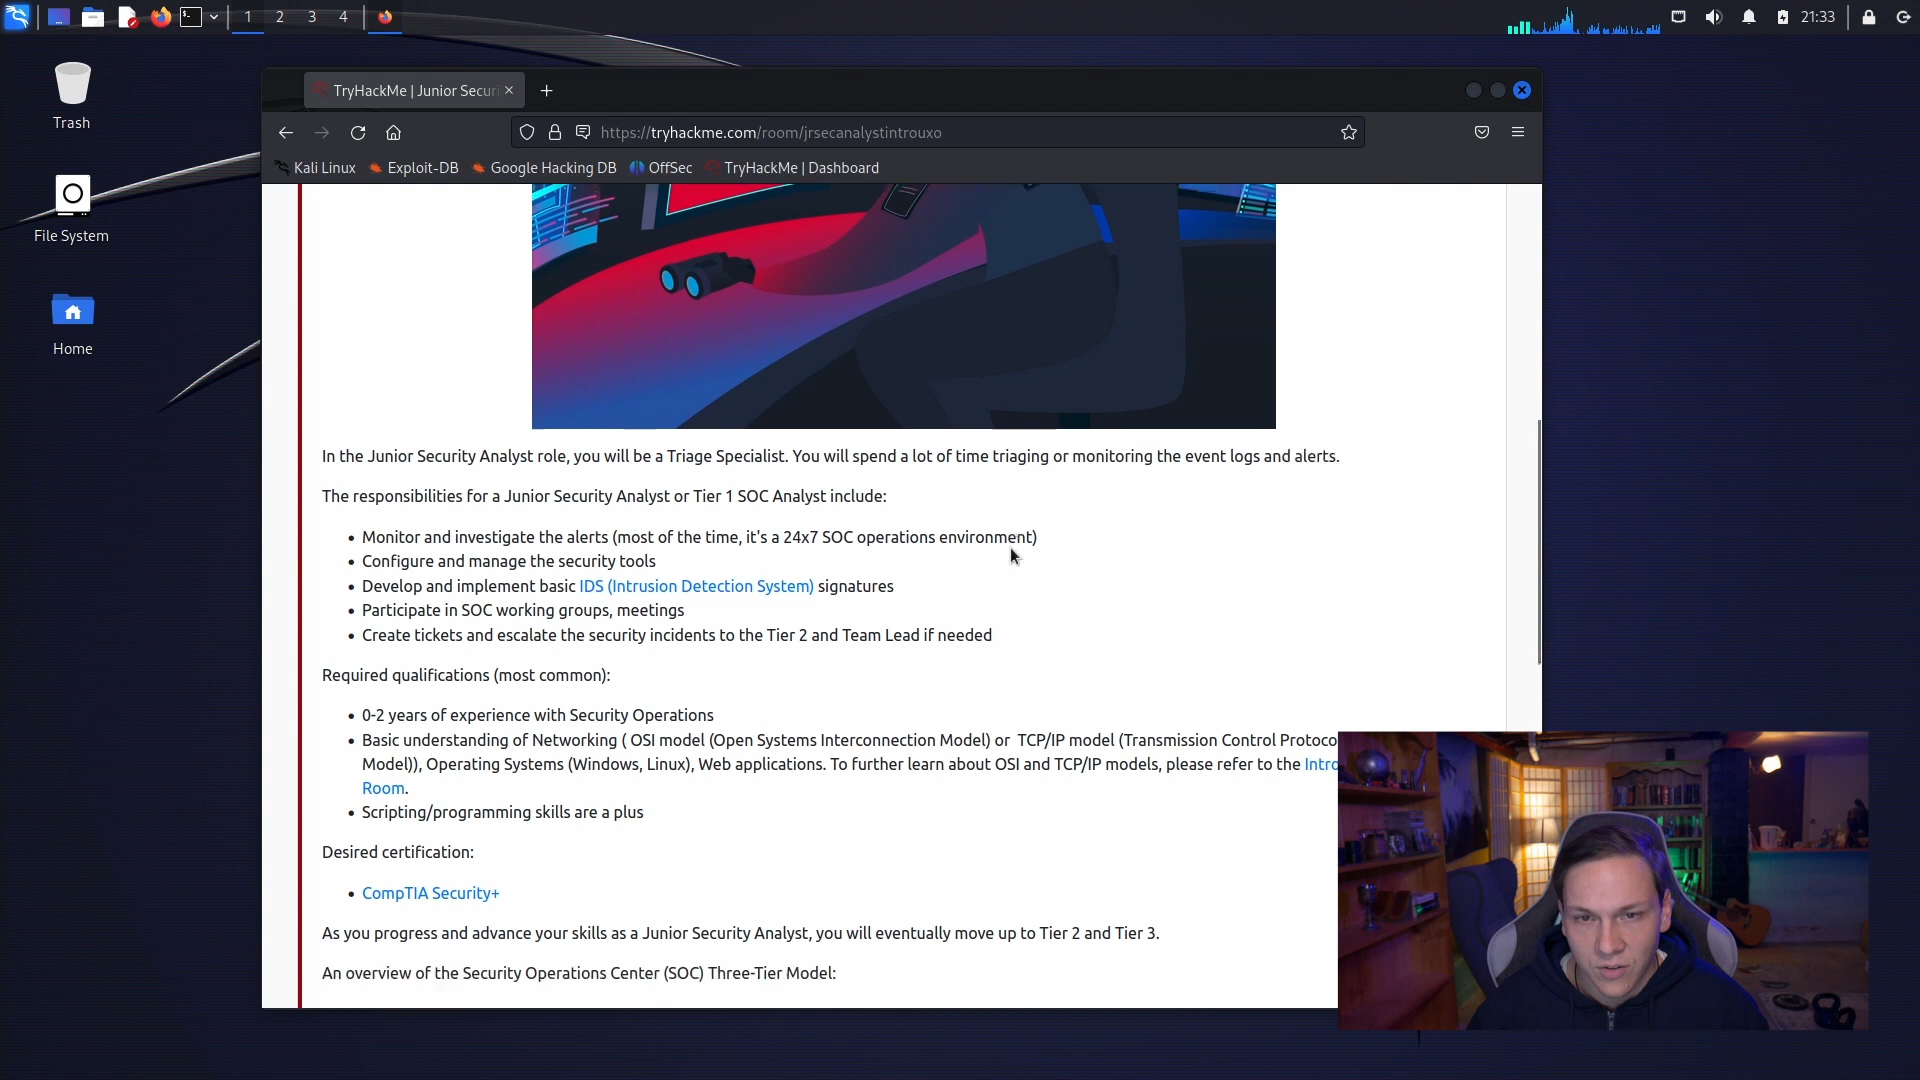 1 2 3 4
21:33
Trash
File System
Home
TryHackMe | Junior Securi
https://tryhackme.com/room/jrsecanalystintrouxo
Kali Linux Exploit-DB Google Hacking DB OffSec TryHackMe | Dashboard
In the Junior Security Analyst role, you will be a Triage Specialist. You will spend a lot of time triaging or monitoring the event logs and alerts.
The responsibilities for a Junior Security Analyst or Tier 1 SOC Analyst include:
• Monitor and investigate the alerts (most of the time, it's a 24x7 SOC operations environment)
• Configure and manage the security tools
• Develop and implement basic IDS (Intrusion Detection System) signatures
• Participate in SOC working groups, meetings
• Create tickets and escalate the security incidents to the Tier 2 and Team Lead if needed
Required qualifications (most common):
• 0-2 years of experience with Security Operations
• Basic understanding of Networking ( OSI model (Open Systems Interconnection Model) or TCP/IP model (Transmission Control Protoco
Model)), Operating Systems (Windows, Linux), Web applications. To further learn about OSI and TCP/IP models, please refer to the Intro
Room.
• Scripting/programming skills are a plus
Desired certification:
• CompTIA Security+
As you progress and advance your skills as a Junior Security Analyst, you will eventually move up to Tier 2 and Tier 3.
An overview of the Security Operations Center (SOC) Three-Tier Model: